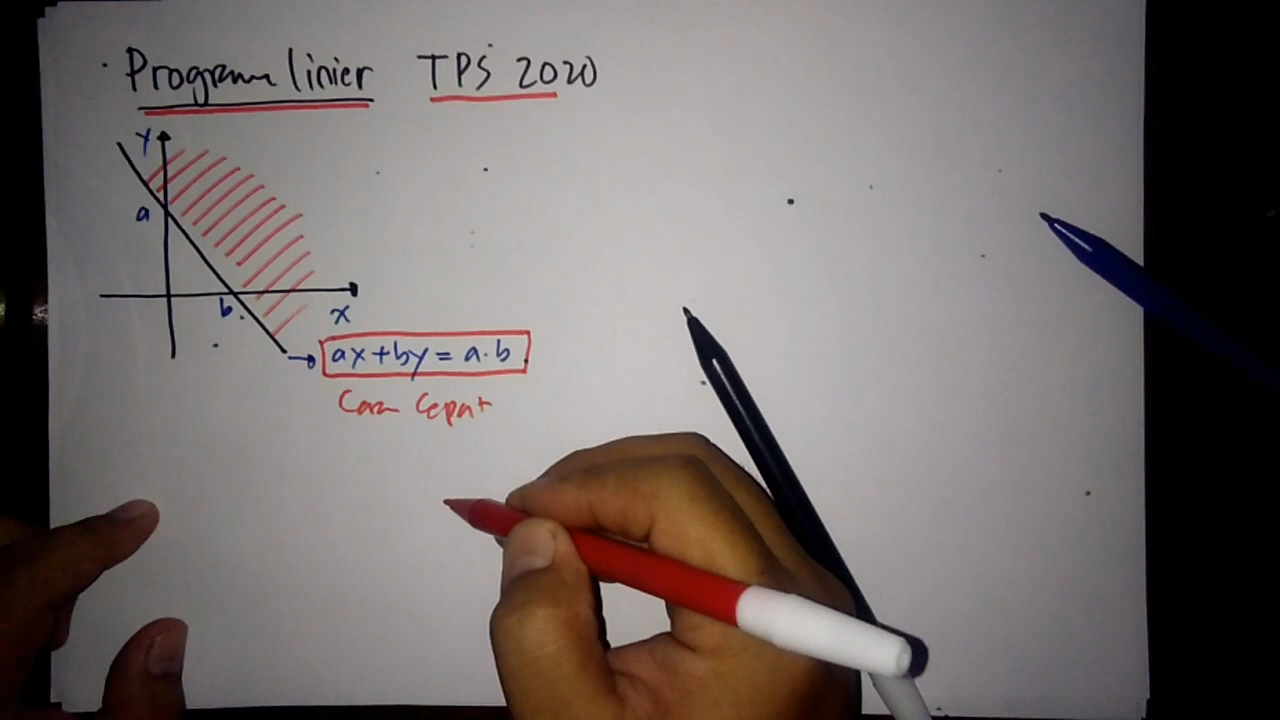 Program linier TPS 2020
Y
a
b.
x
ax+by = a.b
Cara Cepat